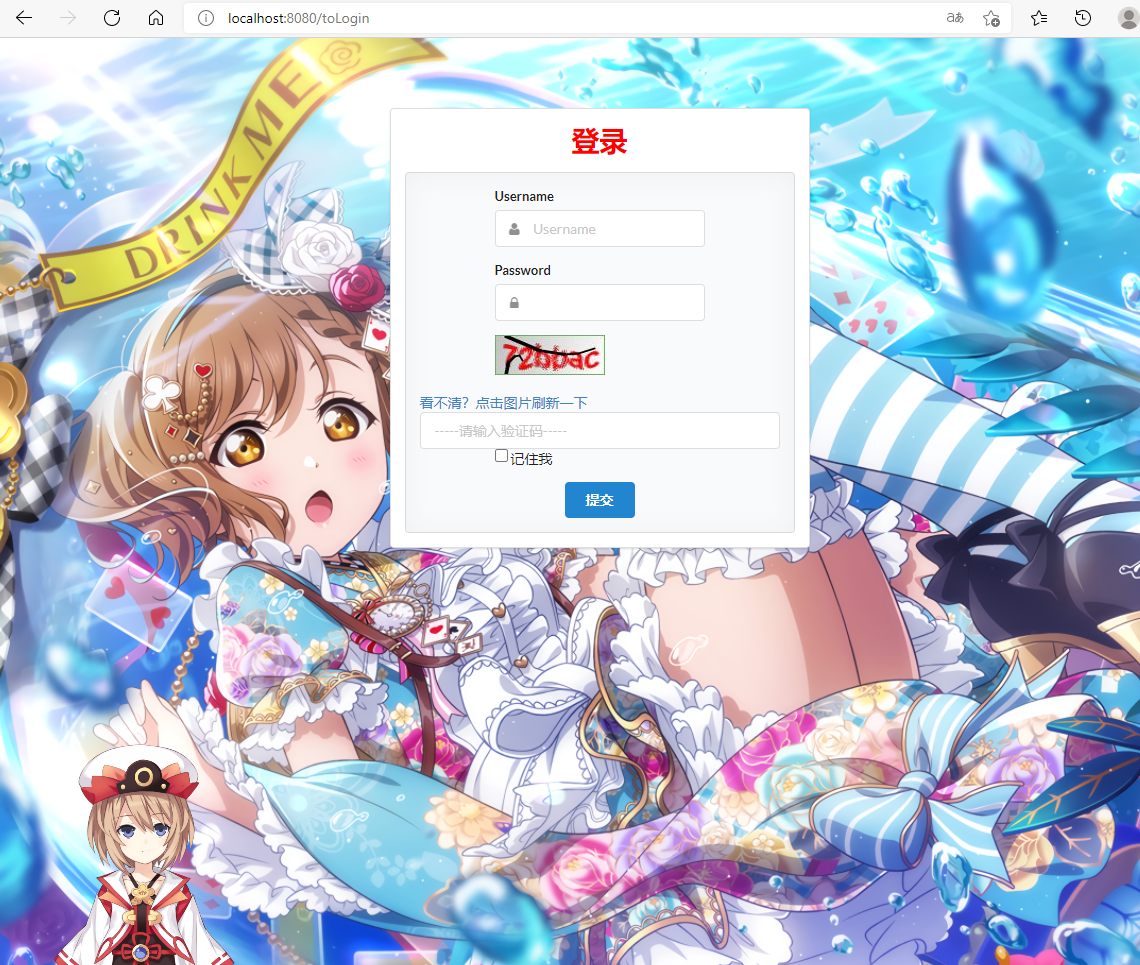 localhost:8080/toLogin
DRINK ME
登录
Username
Username
Password
看不清？点击图片刷新一下
-----请输入验证码-----
记住我
提交